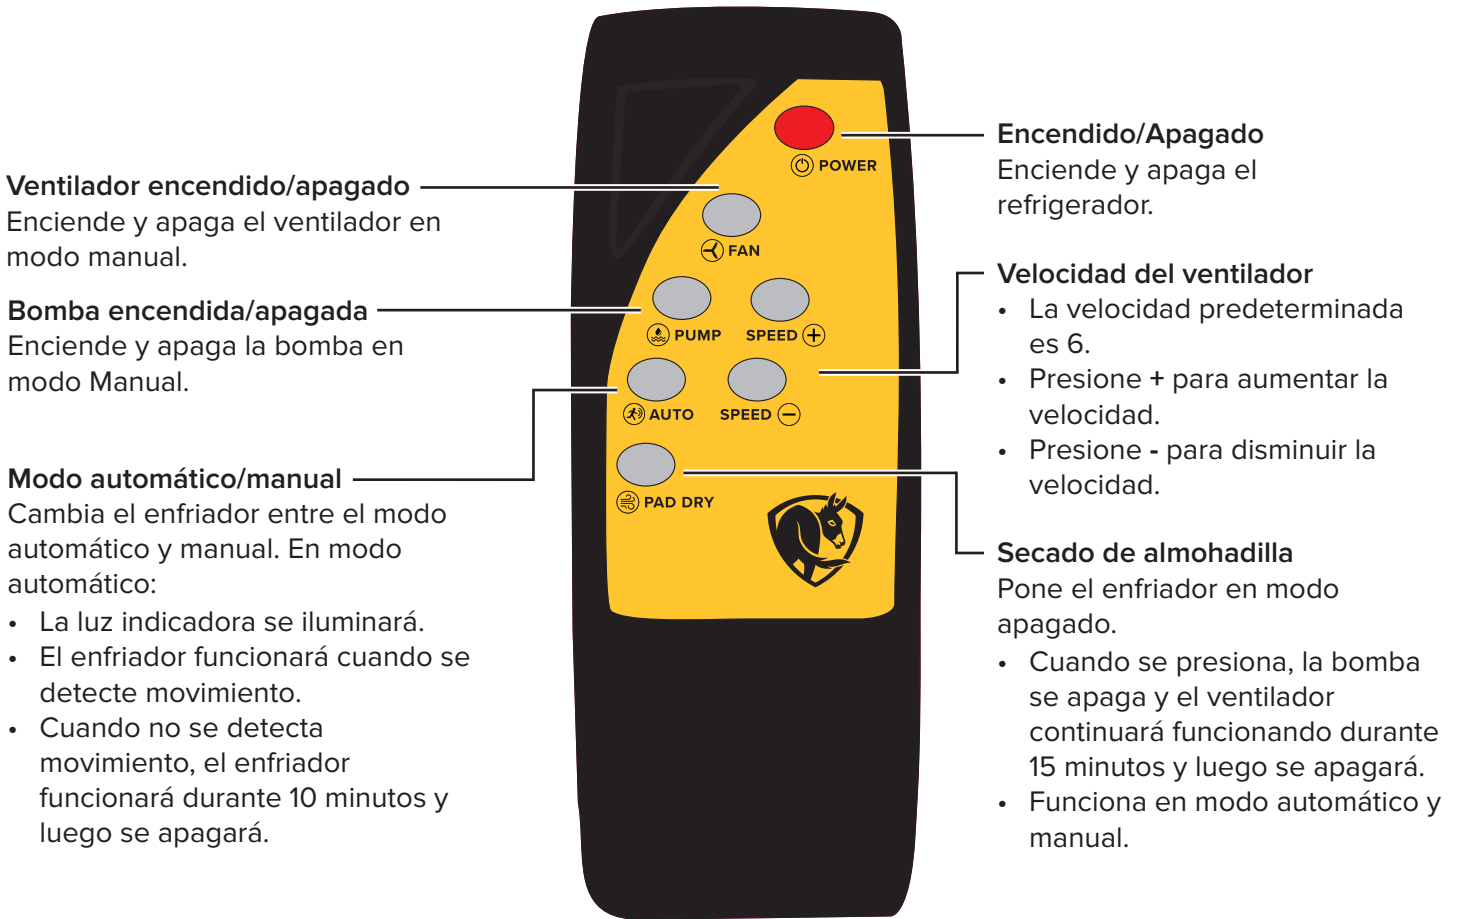 Ventilador encendido/apagado
Enciende y apaga el ventilador en
modo manual.
Bomba encendida/apagada
Enciende y apaga la bomba en
modo Manual.
Modo automático/manual
Cambia el enfriador entre el modo
automático y manual. En modo
automático:
• La luz indicadora se iluminará.
• El enfriador funcionará cuando se
detecte movimiento.
• Cuando no se detecta
movimiento, el enfriador
funcionará durante 10 minutos y
luego se apagará.
POWER
FAN
PUMP SPEED +
AUTO SPEED -
PAD DRY
Encendido/Apagado
Enciende y apaga el
refrigerador.
Velocidad del ventilador
• La velocidad predeterminada
es 6.
• Presione + para aumentar la
velocidad.
• Presione - para disminuir la
velocidad.
Secado de almohadilla
Pone el enfriador en modo
apagado.
• Cuando se presiona, la bomba
se apaga y el ventilador
continuará funcionando durante
15 minutos y luego se apagará.
• Funciona en modo automático y
manual.